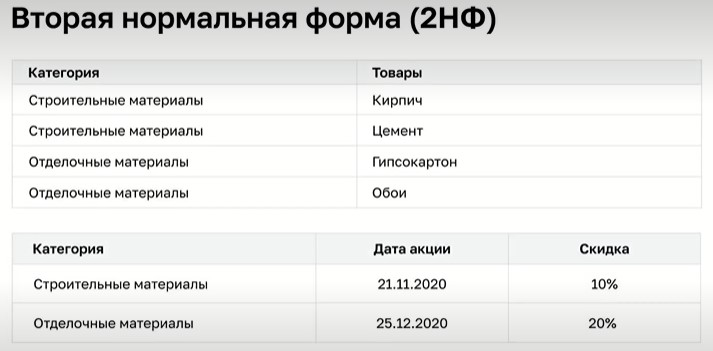 Вторая нормальная форма (2НФ)
Категория Товары
Строительные материалы Кирпич
Строительные материалы Цемент
Отделочные материалы Гипсокартон
Отделочные материалы Обои
Категория Дата акции Скидка
Строительные материалы 21.11.2020 10%
Отделочные материалы 25.12.2020 20%